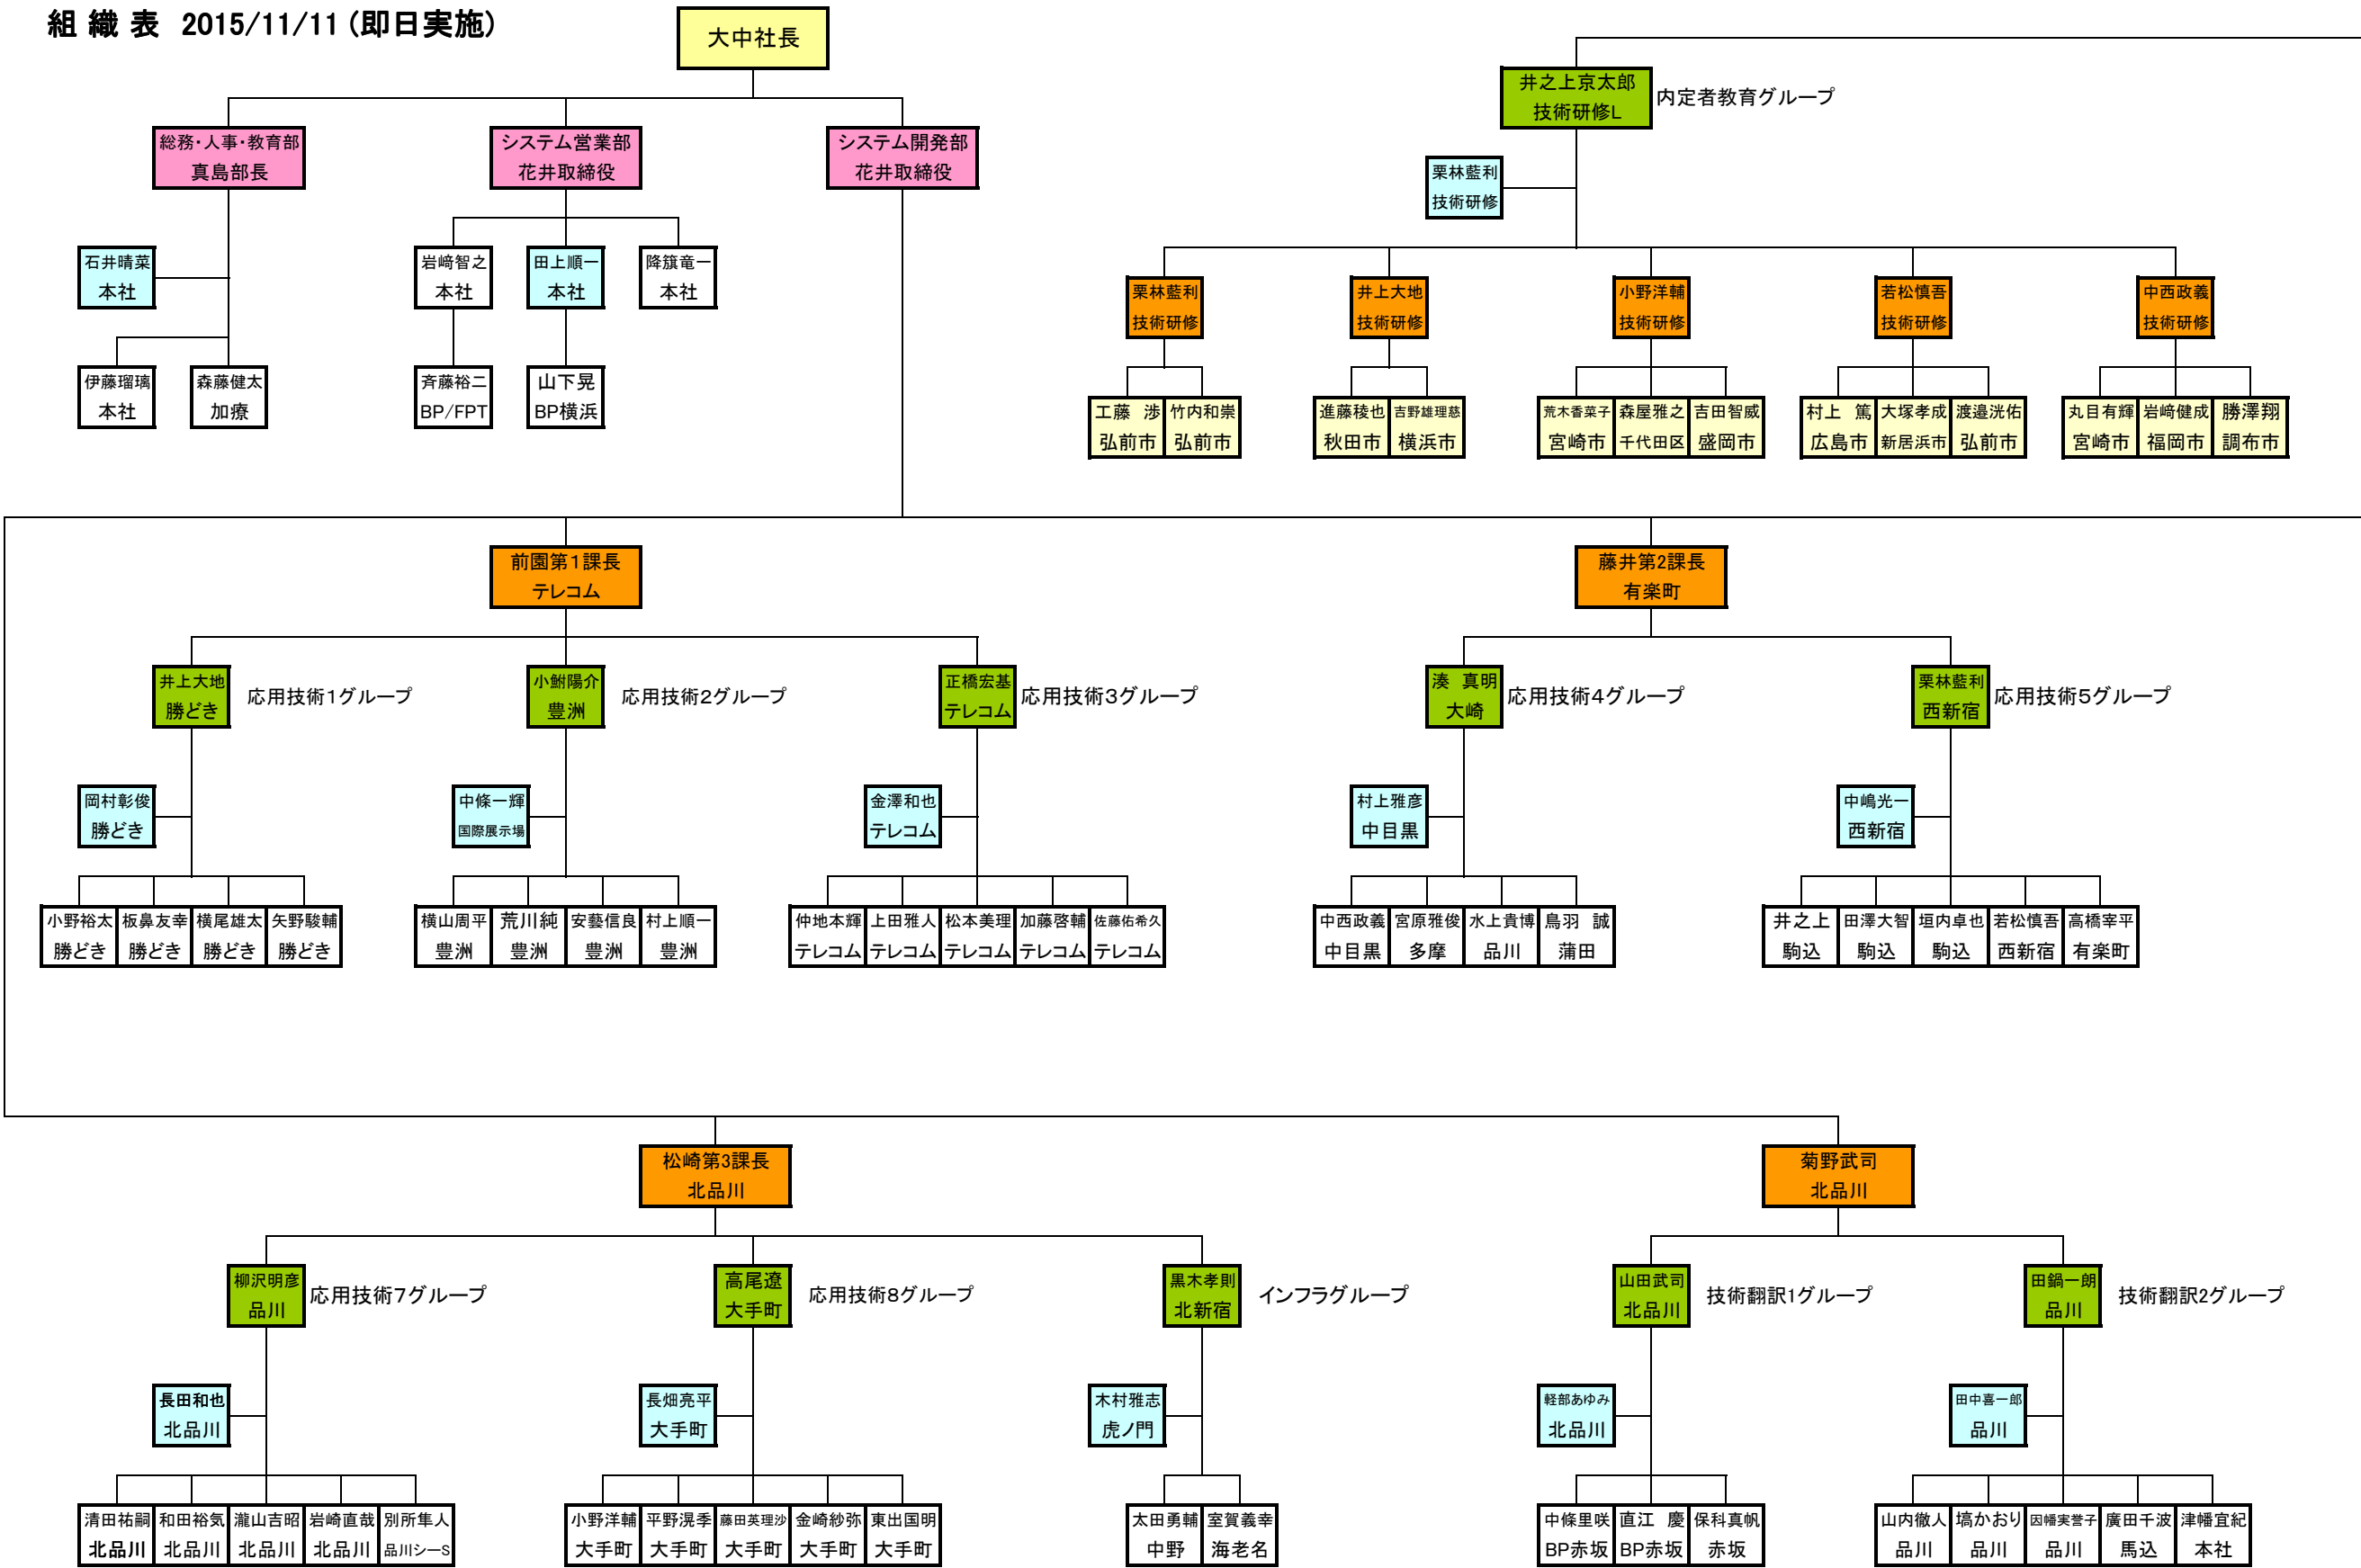 組 織 表 2015/11/11 (即日実施)
大中社長
総務・人事・教育部
真島部長
システム営業部
花井取締役
システム開発部
花井取締役
石井晴菜
本社
岩﨑智之
本社
田上順一
本社
降籏竜一
本社
伊藤瑠璃
本社
森藤健太
加療
斉藤裕二
BP/FPT
山下晃
BP横浜
井之上京太郎
技術研修L
内定者教育グループ
栗林藍利
技術研修
栗林藍利
技術研修
井上大地
技術研修
小野洋輔
技術研修
若松慎吾
技術研修
中西政義
技術研修
工藤 渉
弘前市
竹内和崇
弘前市
進藤稜也
秋田市
吉野雄理慈
横浜市
荒木香菜子
宮崎市
森屋雅之
千代田区
吉田智威
盛岡市
村上 篤
広島市
大塚孝成
新居浜市
渡邉洸佑
弘前市
丸目有輝
宮崎市
岩﨑健成
福岡市
勝澤翔
調布市
前園第1課長
テレコム
藤井第2課長
有楽町
井上大地
勝どき
応用技術1グループ
小鮒陽介
豊洲
応用技術2グループ
正橋宏基
テレコム
応用技術3グループ
湊 真明
大崎
応用技術4グループ
栗林藍利
西新宿
応用技術5グループ
岡村彰俊
勝どき
中條一輝
国際展示場
金澤和也
テレコム
村上雅彦
中目黒
中嶋光一
西新宿
小野裕太
勝どき
板鼻友幸
勝どき
横尾雄太
勝どき
矢野駿輔
勝どき
横山周平
豊洲
荒川純
豊洲
安藝信良
豊洲
村上順一
豊洲
仲地本輝
テレコム
上田雅人
テレコム
松本美理
テレコム
加藤啓輔
テレコム
佐藤佑希久
テレコム
中西政義
中目黒
宮原雅俊
多摩
水上貴博
品川
鳥羽 誠
蒲田
井之上
駒込
田澤大智
駒込
垣内卓也
駒込
若松慎吾
西新宿
高橋宰平
有楽町
松崎第3課長
北品川
菊野武司
北品川
柳沢明彦
品川
応用技術7グループ
高尾遼
大手町
応用技術8グループ
黒木孝則
北新宿
インフラグループ
山田武司
北品川
技術翻訳1グループ
田鍋一朗
品川
技術翻訳2グループ
長田和也
北品川
長畑亮平
大手町
木村雅志
虎ノ門
軽部あゆみ
北品川
田中喜一郎
品川
清田祐嗣
北品川
和田裕気
北品川
瀧山吉昭
北品川
岩崎直哉
北品川
別所隼人
品川シーS
小野洋輔
大手町
平野滉季
大手町
藤田英理沙
大手町
金崎紗弥
大手町
東出国明
大手町
太田勇輔
中野
室賀義幸
海老名
中條里咲
BP赤坂
直江 慶
BP赤坂
保科真帆
赤坂
山内徹人
品川
塙かおり
品川
因幡実誉子
品川
廣田千波
馬込
津幡宜紀
本社